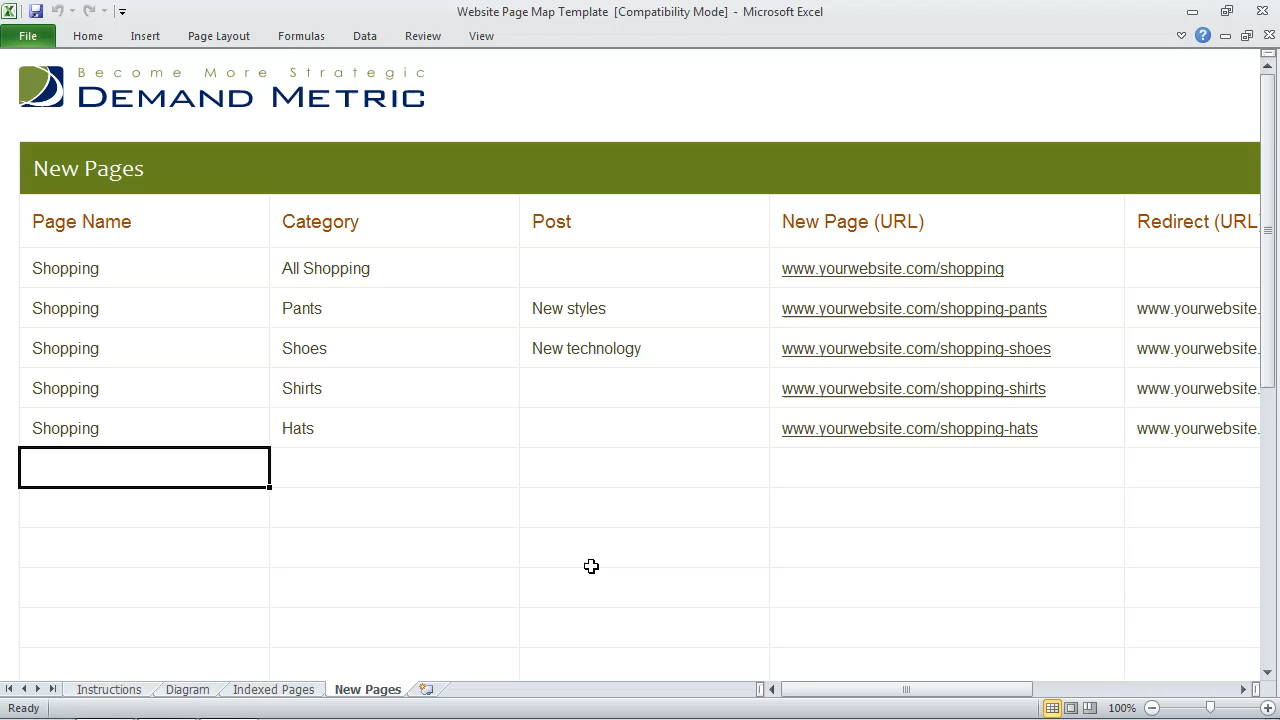 Website Page Map Template [Compatibility Mode] - Microsoft Excel
File Home Insert Page Layout Formulas Data Review View
Become More Strategic
DEMAND METRIC
New Pages
Page Name Category Post New Page (URL) Redirect (URL)
Shopping All Shopping www.yourwebsite.com/shopping
Shopping Pants New styles www.yourwebsite.com/shopping-pants www.yourwebsite.
Shopping Shoes New technology www.yourwebsite.com/shopping-shoes www.yourwebsite.
Shopping Shirts www.yourwebsite.com/shopping-shirts www.yourwebsite.
Shopping Hats www.yourwebsite.com/shopping-hats www.yourwebsite.
Instructions Diagram Indexed Pages New Pages
Ready 100%